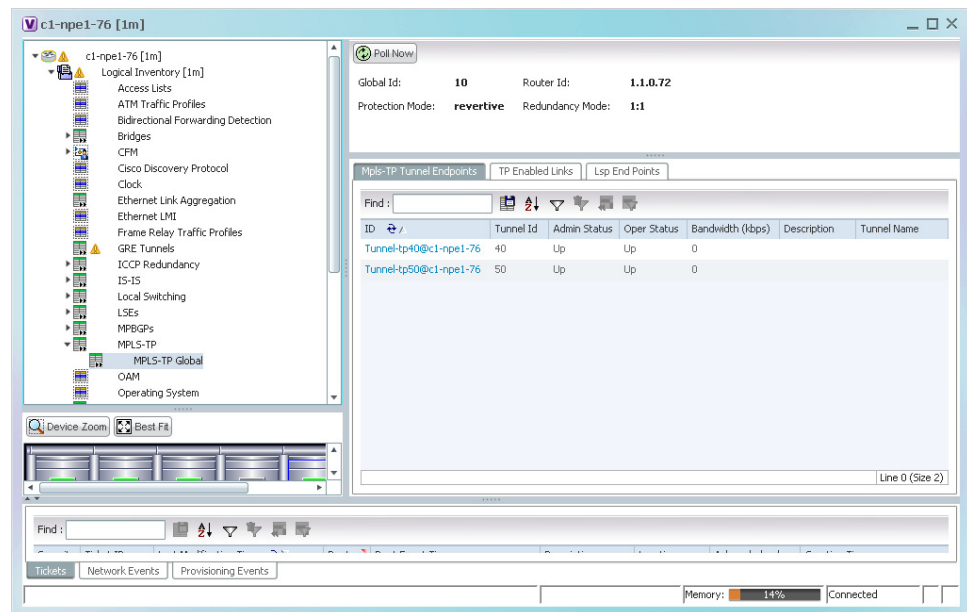 c1-npe1-76 [1m]
c1-npe1-76 [1m]
Logical Inventory [1m]
Access Lists
ATM Traffic Profiles
Bidirectional Forwarding Detection
Bridges
CFM
Cisco Discovery Protocol
Clock
Ethernet Link Aggregation
Ethernet LMI
Frame Relay Traffic Profiles
GRE Tunnels
ICCP Redundancy
IS-IS
Local Switching
LSEs
MPBGPs
MPLS-TP
MPLS-TP Global
OAM
Operating System
Device Zoom Best Fit
Poll Now
Global Id: 10 Router Id: 1.1.0.72
Protection Mode: revertive Redundancy Mode: 1:1
Mpls-TP Tunnel Endpoints TP Enabled Links Lsp End Points
Find :
ID Tunnel Id Admin Status Oper Status Bandwidth (kbps) Description Tunnel Name
Tunnel-tp40@c1-npe1-76 40 Up Up 0
Tunnel-tp50@c1-npe1-76 50 Up Up 0
Line 0 (Size 2)
Find :
Tickets Network Events Provisioning Events
Memory: 14% Connected